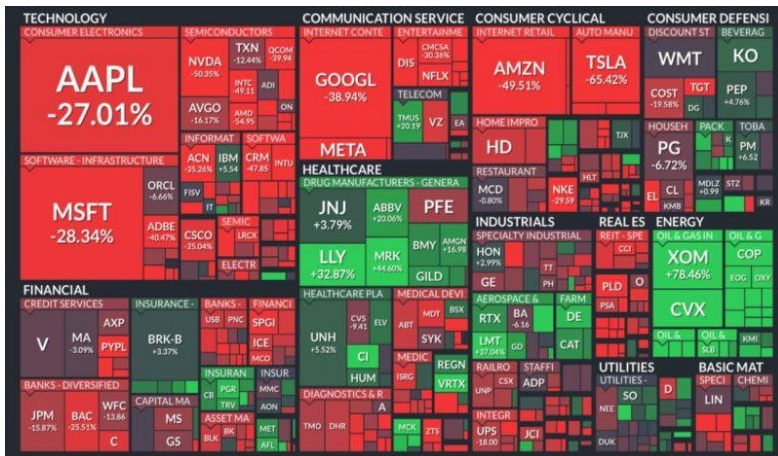 TECHNOLOGY
CONSUMER ELECTRONICS
AAPL
-27.01%
SEMICONDUCTORS
NVDA
-50.35%
TXN
-12.44%
QCOM
-39.94
INTC
-49.11
ADI
AVGO
-16.17%
AMD
-54.95
ON
SOFTWARE - INFRASTRUCTURE
MSFT
-28.34%
ORCL
-6.66%
ADBE
-40.47%
INFORMAT
ACN
-35.26%
IBM
+5.54
FISV
IT
SOFTWA
CRM
-47.85
INTU
CSCO
-25.04%
SEMIC
LRCX
ELECTR
COMMUNICATION SERVICE
INTERNET CONTE
GOOGL
-38.94%
META
ENTERTAINME
DIS
CMCSA
-30.36%
NFLX
TELECOM
TMUS
+20.19
VZ
EA
CONSUMER CYCLICAL
INTERNET RETAIL
AMZN
-49.51%
AUTO MANU
TSLA
-65.42%
HOME IMPRO
HD
TJX
RESTAURANT
MCD
-0.80%
NKE
-29.59
HLT
CONSUMER DEFENSI
DISCOUNT ST
WMT
COST
-19.58%
TGT
DG
BEVERAG
KO
PEP
+4.76%
HOUSEH
PG
-6.72%
PACK
K
TOBA
PM
+6.52
EL
CL
KMB
MDLZ
+0.99
STZ
KR
HEALTHCARE
DRUG MANUFACTURERS - GENERA
JNJ
+3.79%
ABBV
+20.06%
PFE
LLY
+32.87%
MRK
+44.60%
BMY
AMGN
+16.98
GILD
HEALTHCARE PLA
UNH
+5.52%
CVS
-9.41
ELV
CI
HUM
MEDICAL DEVI
ABT
MDT
BSX
SYK
MEDIC
ISRG
REGN
VRTX
DIAGNOSTICS & R
TMO
DHR
A
MCK
ZTS
FINANCIAL
CREDIT SERVICES
V
MA
-3.09%
AXP
PYPL
INSURANCE -
BRK-B
+3.37%
BANKS -
USB
PNC
FINANCI
SPGI
ICE
MCO
BANKS - DIVERSIFIED
JPM
-15.87%
BAC
-25.51%
WFC
-13.86
C
CAPITAL MA
MS
GS
INSURAN
CB
PGR
TRV
INSUR
MMC
AON
ASSET MA
BLK
BK
MET
AFL
INDUSTRIALS
SPECIALTY INDUSTRIAL
HON
+2.99%
GE
TT
PH
AEROSPACE &
RTX
BA
-6.16
LMT
+37.04%
GD
FARM
DE
CAT
RAILRO
UNP
CSX
STAFFI
ADP
INTEGR
UPS
-18.00
JCI
REAL ES
REIT - SPE
CCI
PLD
O
PSA
ENERGY
OIL & GAS IN
XOM
+78.46%
CVX
OIL & G
COP
EOG
OXY
OIL &
OIL &
SLB
KMI
UTILITIES
UTILITIES -
NEE
SO
D
DUK
BASIC MAT
SPECI
LIN
CHEMI